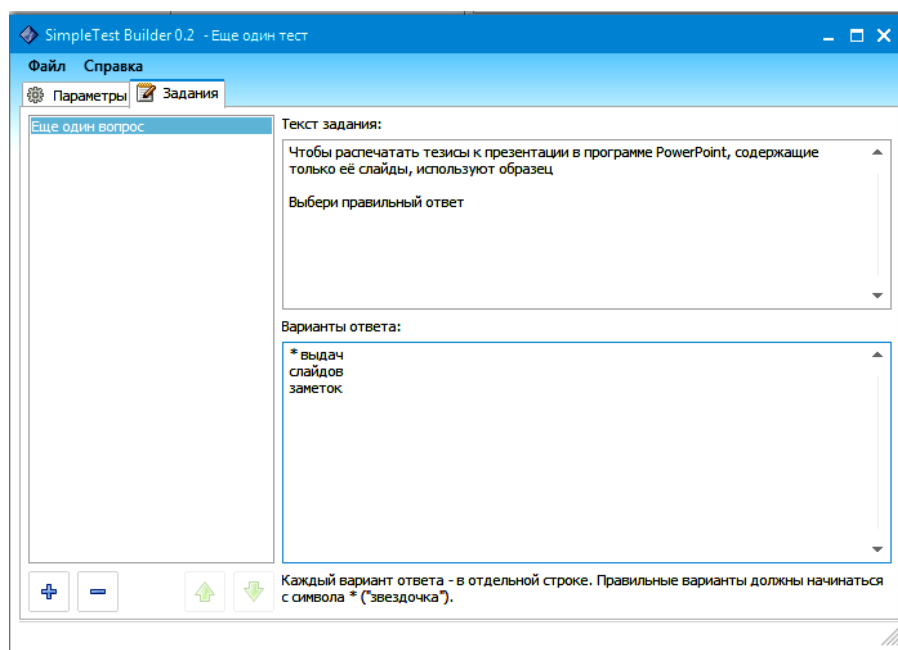 SimpleTest Builder 0.2 - Еще один тест
Файл Справка
Параметры Задания
Еще один вопрос
Текст задания:
Чтобы распечатать тезисы к презентации в программе PowerPoint, содержащие
только её слайды, используют образец
Выбери правильный ответ
Варианты ответа:
* выдач
слайдов
заметок
Каждый вариант ответа - в отдельной строке. Правильные варианты должны начинаться
с символа * ("звездочка").